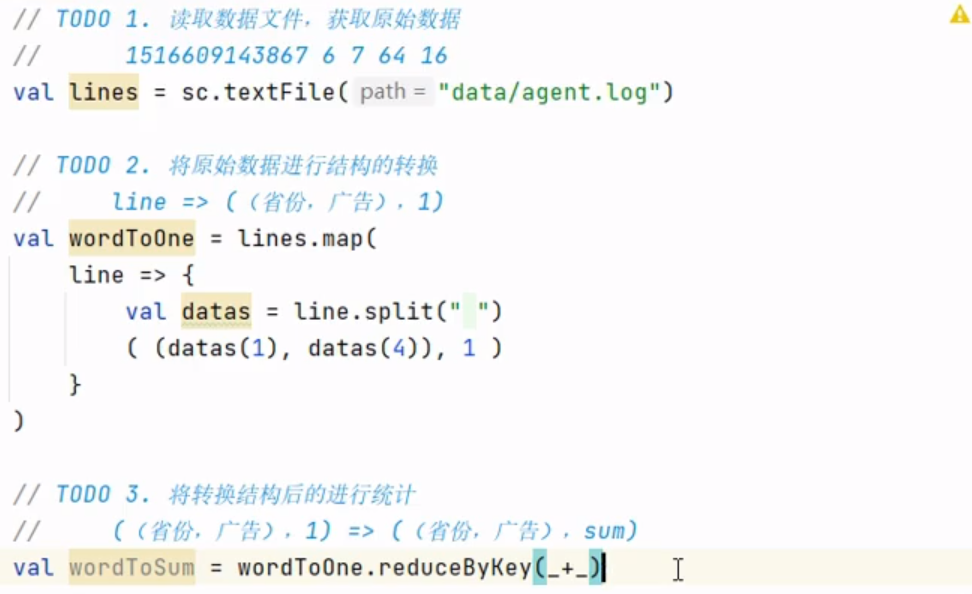 // TODO 1. 读取数据文件，获取原始数据
//      1516609143867 6 7 64 16
val lines = sc.textFile( path = "data/agent.log")
// TODO 2. 将原始数据进行结构的转换
//     line => (（省份，广告），1)
val wordToOne = lines.map(
    line => {
        val datas = line.split(" ")
        ( (datas(1), datas(4)), 1 )
    }
)
// TODO 3. 将转换结构后的进行统计
//     (（省份，广告），1) => (（省份，广告），sum)
val wordToSum = wordToOne.reduceByKey(_+_)